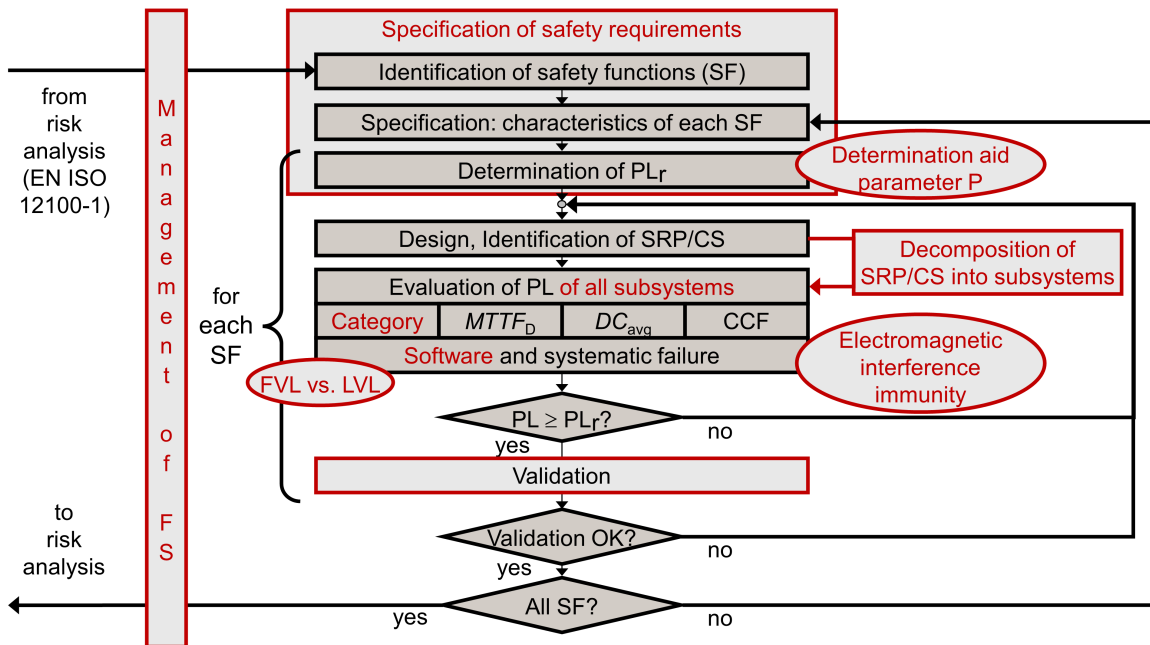 Specification of safety requirements
Identification of safety functions (SF)
from
risk
analysis
(EN ISO
12100-1)
Management of FS
Specification: characteristics of each SF
Determination of PLr
Determination aid
parameter P
Design, Identification of SRP/CS
Decomposition of
SRP/CS into subsystems
Evaluation of PL of all subsystems
for
each
SF
Category
MTTFD
DCavg
CCF
Software and systematic failure
Electromagnetic
interference
immunity
FVL vs. LVL
PL ≥ PLr?
no
yes
Validation
Validation OK?
no
yes
to
risk
analysis
All SF?
yes
no